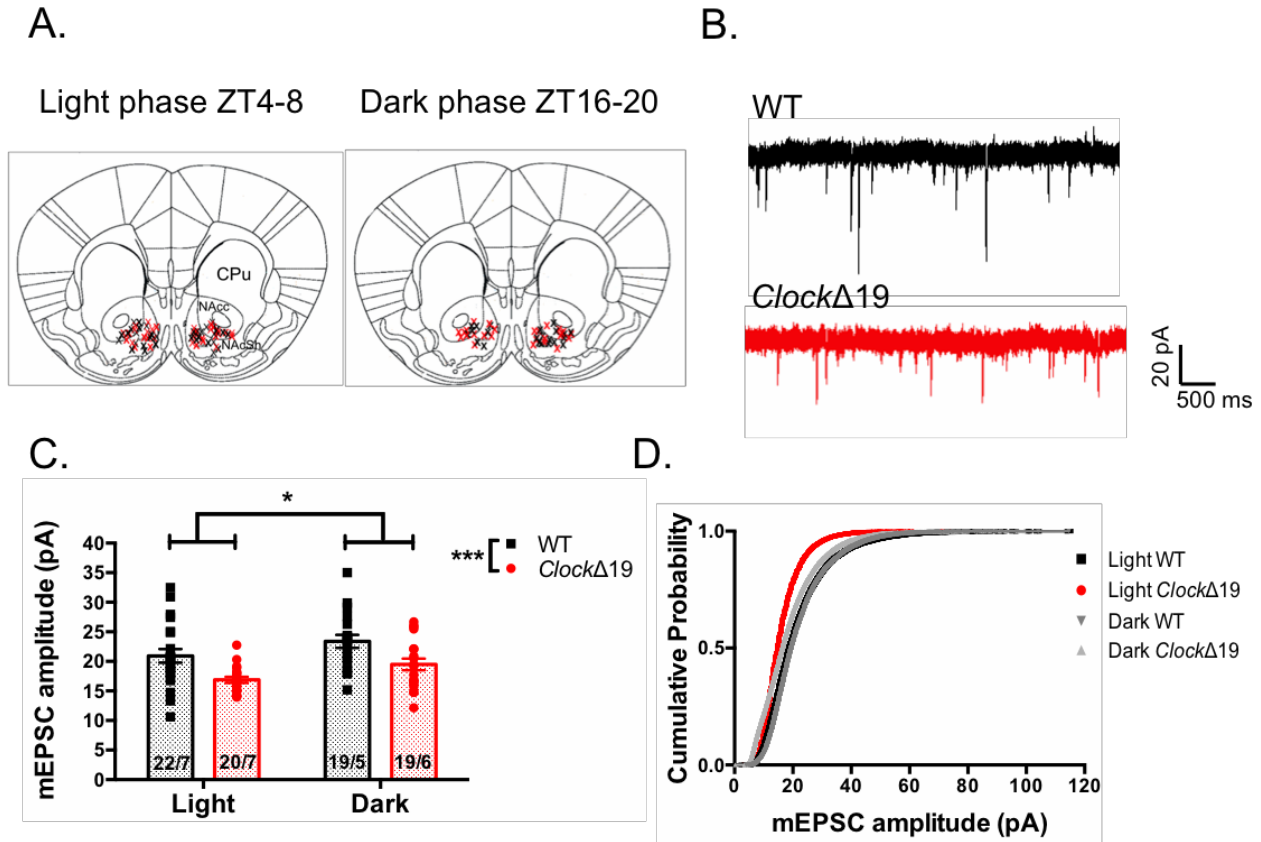 A.
Light phase ZT4-8
Dark phase ZT16-20
CPu
NAcc
NAcSh
B.
WT
ClockΔ19
20 pA
500 ms
C.
mEPSC amplitude (pA)
40
35
30
25
20
15
10
5
0
*
***
WT
ClockΔ19
22/7
20/7
19/5
19/6
Light
Dark
D.
Cumulative Probability
1.0
0.5
0.0
0
20
40
60
80
100
120
mEPSC amplitude (pA)
Light WT
Light ClockΔ19
Dark WT
Dark ClockΔ19